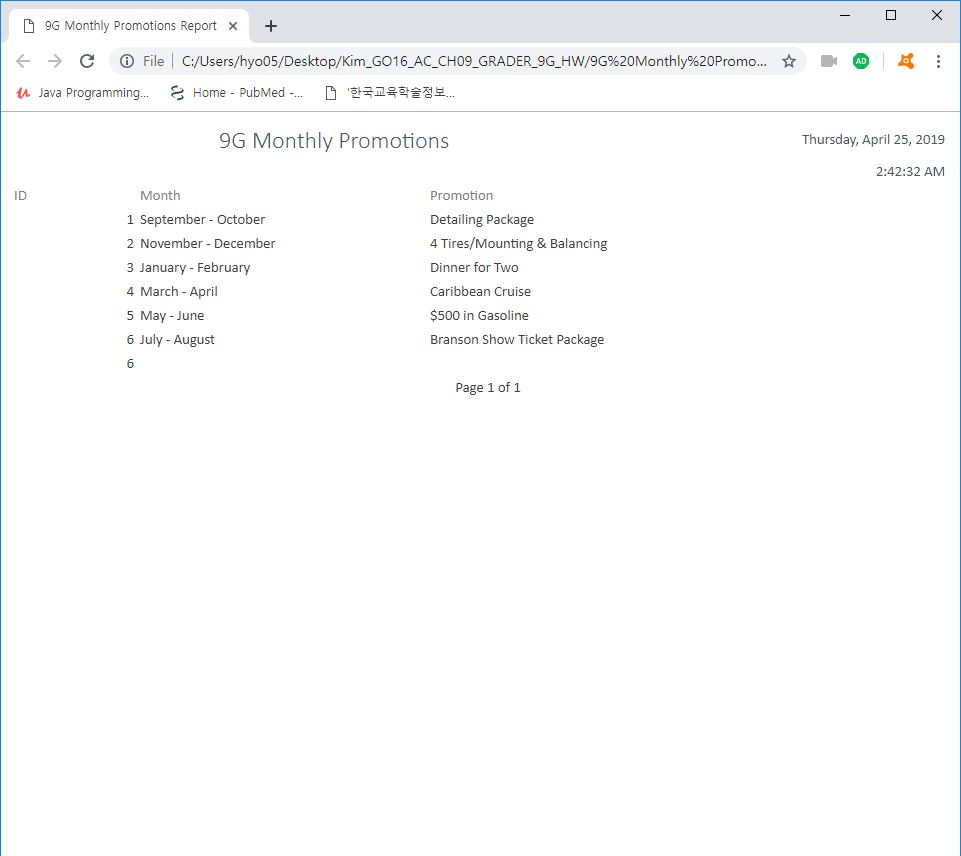 9G Monthly Promotions Report
File | C:/Users/hyo05/Desktop/Kim_GO16_AC_CH09_GRADER_9G_HW/9G%20Monthly%20Promo...
AD
Java Programming... Home - PubMed -... '한국교육학술정보...
9G Monthly Promotions Thursday, April 25, 2019
2:42:32 AM
ID Month Promotion
1 September - October Detailing Package
2 November - December 4 Tires/Mounting & Balancing
3 January - February Dinner for Two
4 March - April Caribbean Cruise
5 May - June $500 in Gasoline
6 July - August Branson Show Ticket Package
6
Page 1 of 1